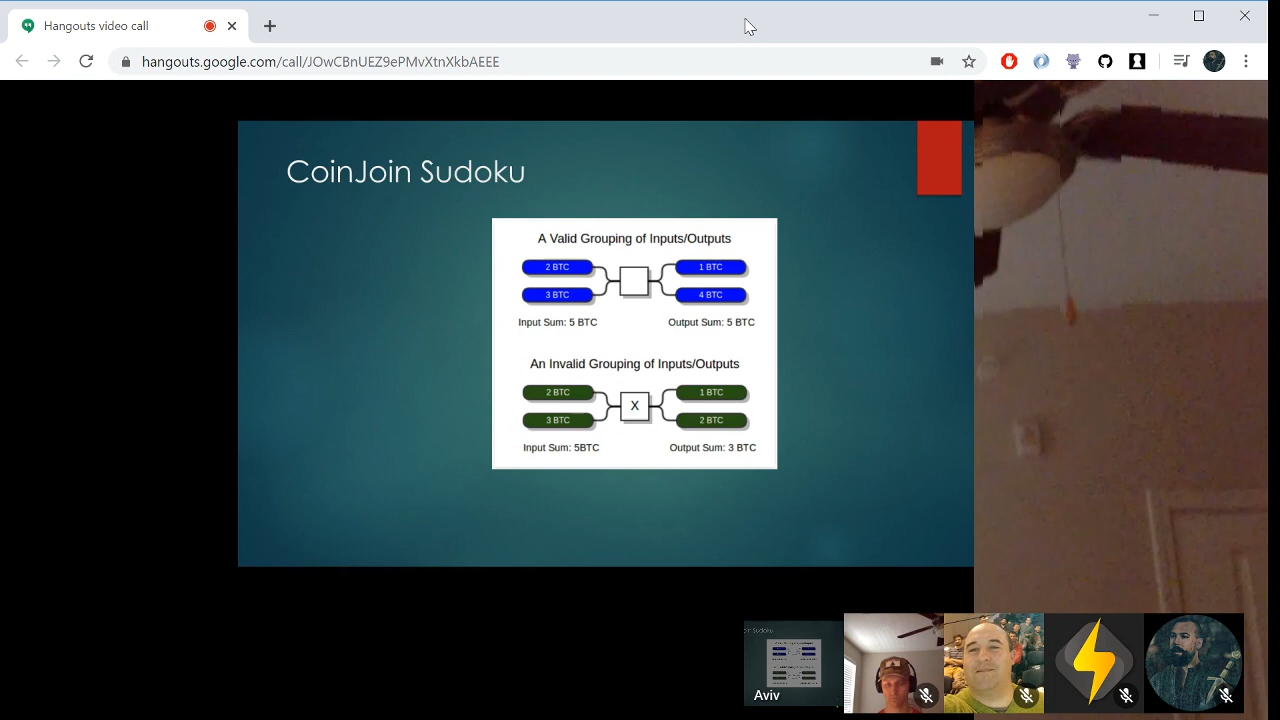 Hangouts video call
hangouts.google.com/call/JOwCBnUEZ9ePMvXtnXkbAEEE
CoinJoin Sudoku
A Valid Grouping of Inputs/Outputs
2 BTC
1 BTC
3 BTC
4 BTC
Input Sum: 5 BTC
Output Sum: 5 BTC
An Invalid Grouping of Inputs/Outputs
2 BTC
X
1 BTC
3 BTC
2 BTC
Input Sum: 5BTC
Output Sum: 3 BTC
oin Sudoku
Aviv